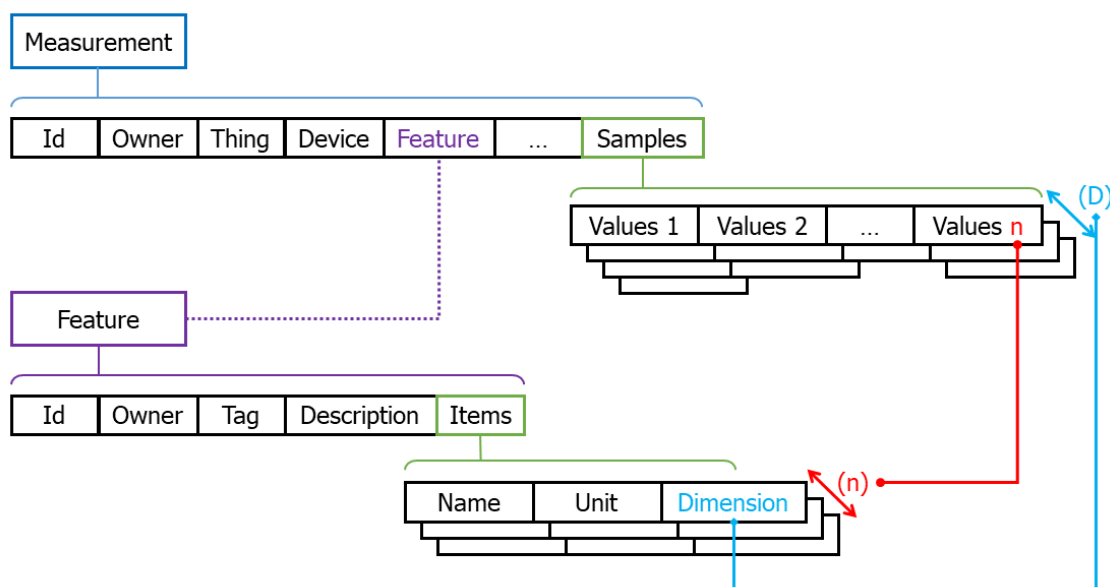 Measurement
Id Owner Thing Device Feature ... Samples
(D)
Values 1 Values 2 ... Values n
Feature
Id Owner Tag Description Items
(n)
Name Unit Dimension